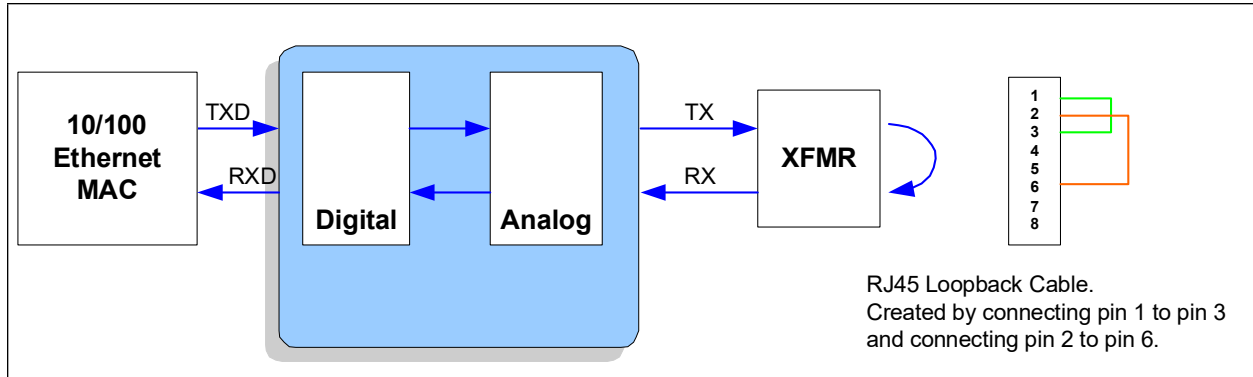 10/100
Ethernet
MAC
TXD
RXD
Digital
Analog
TX
RX
XFMR
1
2
3
4
5
6
7
8
RJ45 Loopback Cable.
Created by connecting pin 1 to pin 3
and connecting pin 2 to pin 6.